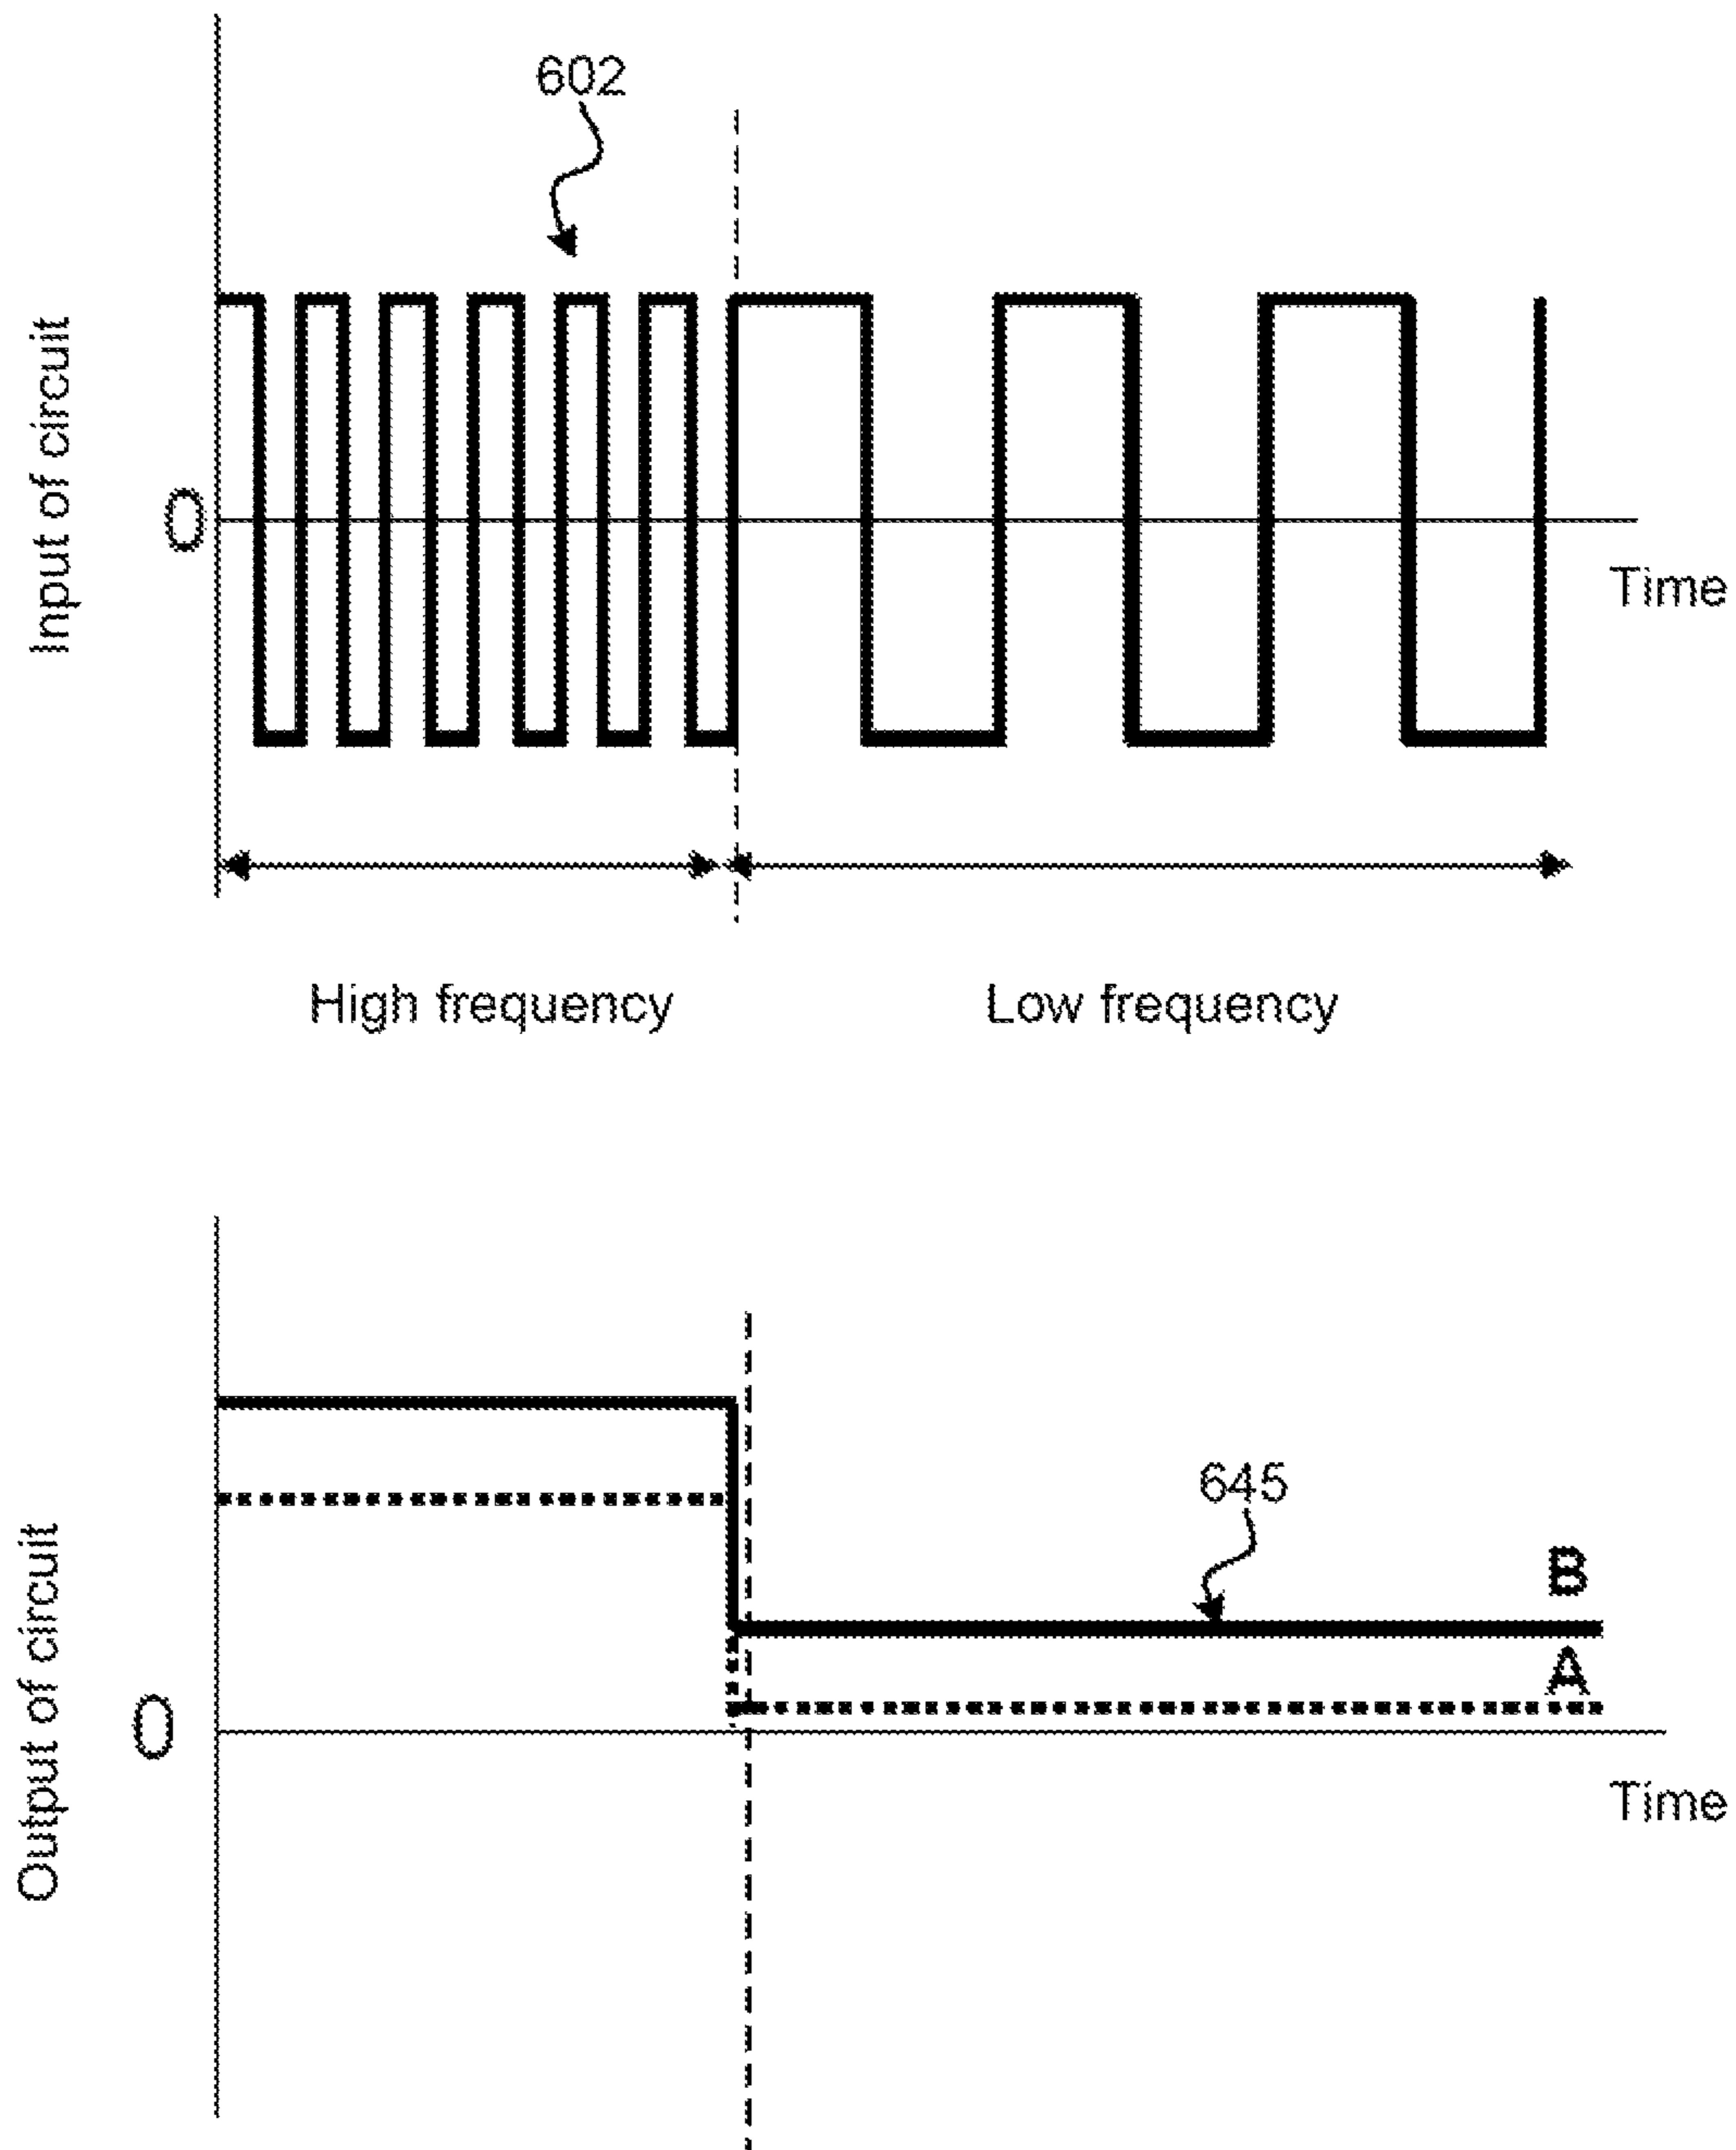 602
Input of circuit
0
Time
High frequency
Low frequency
645
B
A
Output of circuit
0
Time